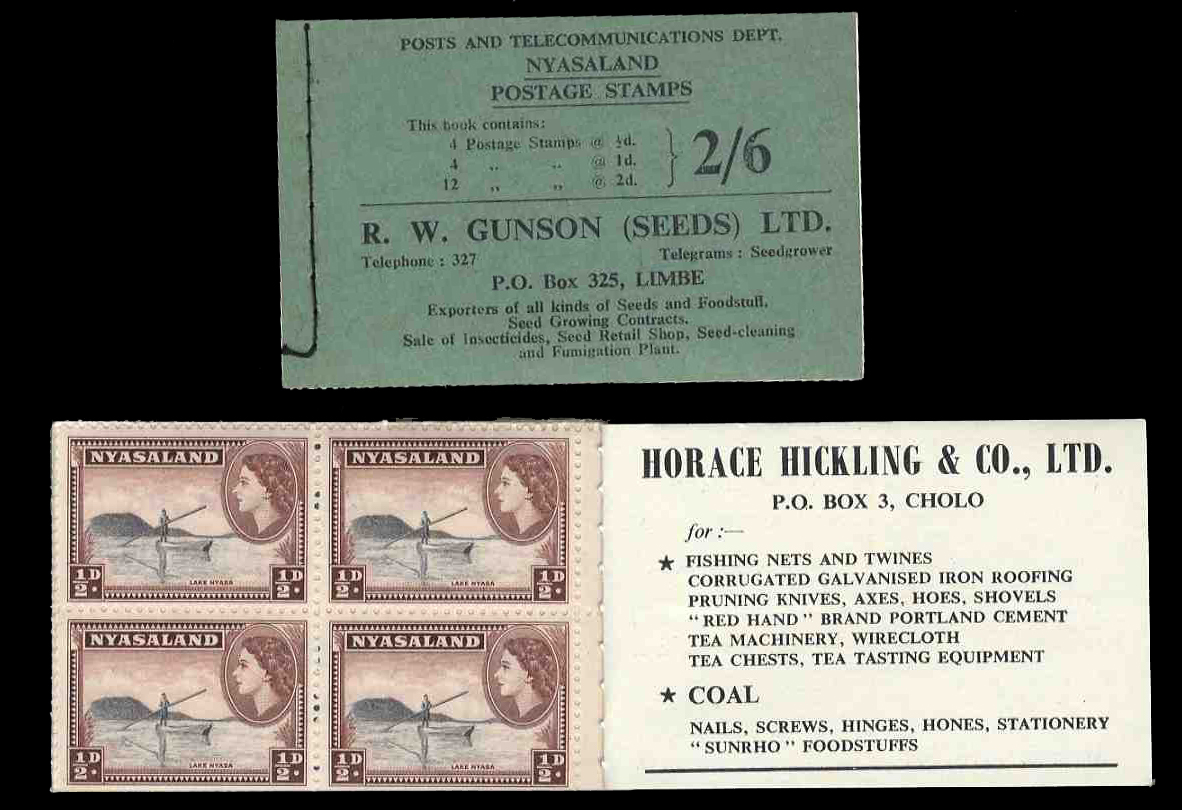 POSTS AND TELECOMMUNICATIONS DEPT.
NYASALAND
POSTAGE STAMPS
This book contains:
4 Postage Stamps @ ½d.
4 ,, ,, @ 1d.
12 ,, ,, @ 2d.
} 2/6
R. W. GUNSON (SEEDS) LTD.
Telephone : 327 Telegrams : Seedgrower
P.O. Box 325, LIMBE
Exporters of all kinds of Seeds and Foodstuff.
Seed Growing Contracts.
Sale of Insecticides, Seed Retail Shop, Seed-cleaning
and Fumigation Plant.
NYASALAND
LAKE NYASA
½D ½D
NYASALAND
LAKE NYASA
½D ½D
NYASALAND
LAKE NYASA
½D ½D
NYASALAND
LAKE NYASA
½D ½D
HORACE HICKLING & CO., LTD.
P.O. BOX 3, CHOLO
for :—
★ FISHING NETS AND TWINES
CORRUGATED GALVANISED IRON ROOFING
PRUNING KNIVES, AXES, HOES, SHOVELS
"RED HAND" BRAND PORTLAND CEMENT
TEA MACHINERY, WIRECLOTH
TEA CHESTS, TEA TASTING EQUIPMENT
★ COAL
NAILS, SCREWS, HINGES, HONES, STATIONERY
"SUNRHO" FOODSTUFFS